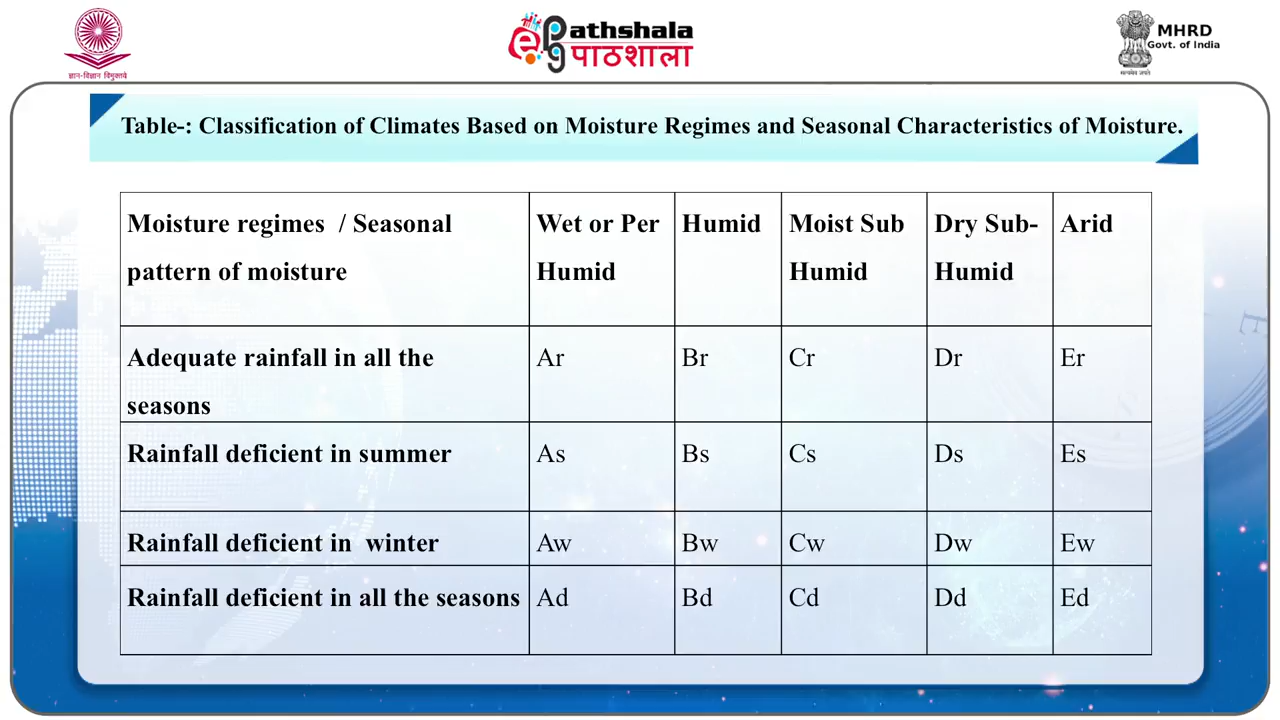 ज्ञान-विज्ञान विमुक्तये
ePathshala
पाठशाला
MHRD
Govt. of India
सत्यमेव जयते
Table-: Classification of Climates Based on Moisture Regimes and Seasonal Characteristics of Moisture.
Moisture regimes / Seasonal pattern of moisture
Wet or Per Humid
Humid
Moist Sub Humid
Dry Sub-Humid
Arid
Adequate rainfall in all the seasons
Ar
Br
Cr
Dr
Er
Rainfall deficient in summer
As
Bs
Cs
Ds
Es
Rainfall deficient in winter
Aw
Bw
Cw
Dw
Ew
Rainfall deficient in all the seasons
Ad
Bd
Cd
Dd
Ed